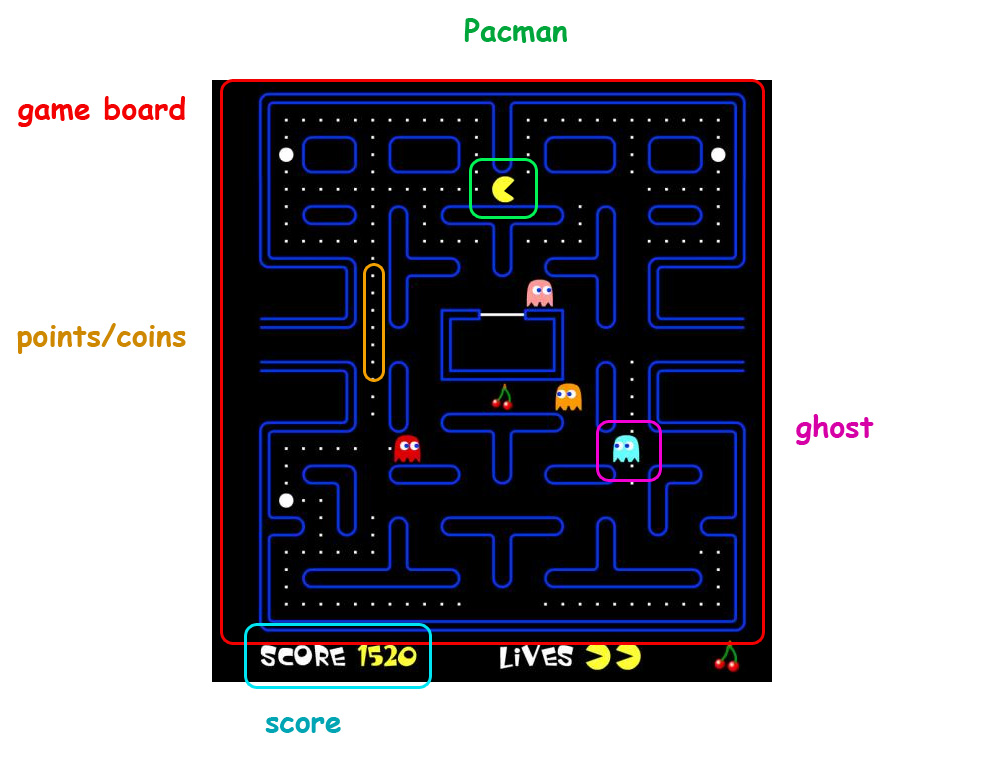 Pacman
game board
points/coins
ghost
SCORE 1520
LiVES
score